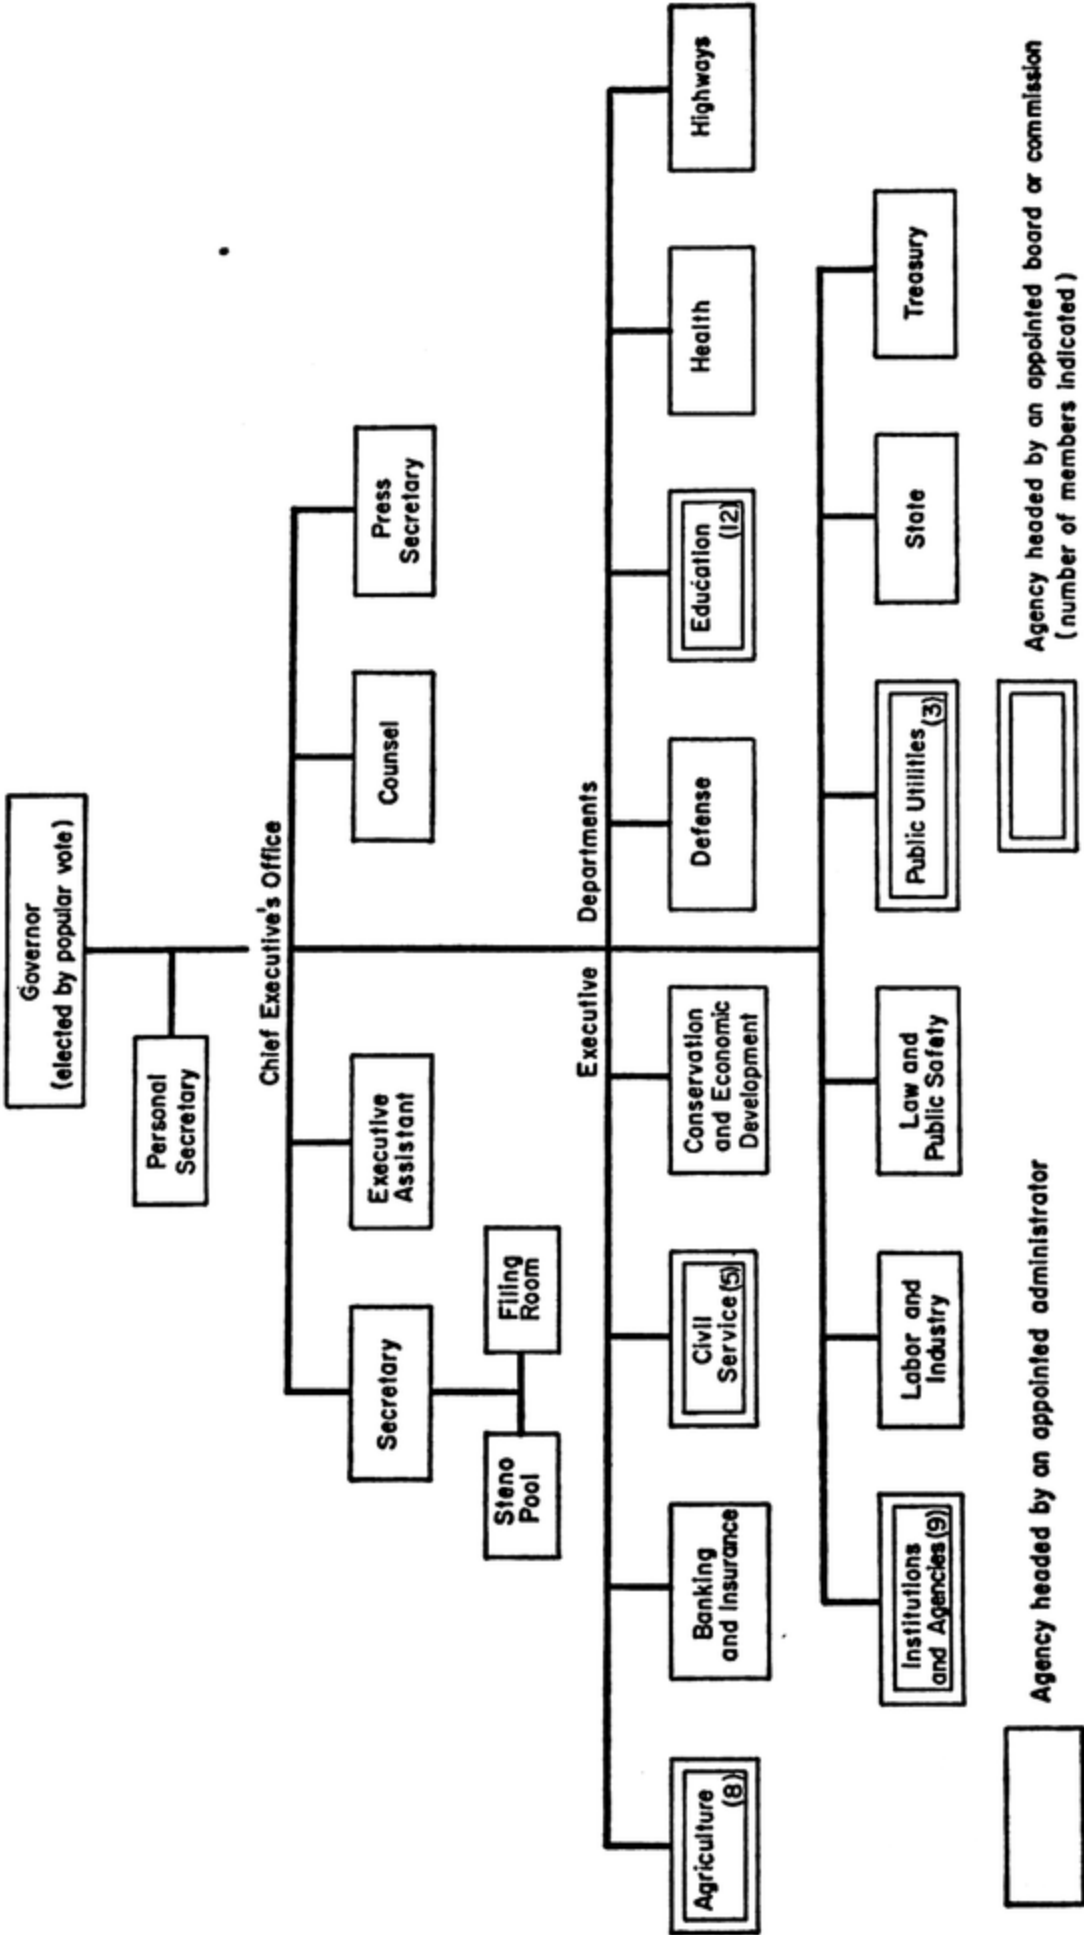 Governor
(elected by popular vote)
Personal
Secretary
Chief Executive's Office
Secretary
Executive
Assistant
Counsel
Press
Secretary
Steno
Pool
Filing
Room
Executive Departments
Agriculture
(8)
Banking
and Insurance
Civil
Service (5)
Conservation
and Economic
Development
Defense
Education
(12)
Health
Highways
Institutions
and Agencies (9)
Labor and
Industry
Law and
Public Safety
Public Utilities
(3)
State
Treasury
Agency headed by an appointed administrator
Agency headed by an appointed board or commission
(number of members indicated)